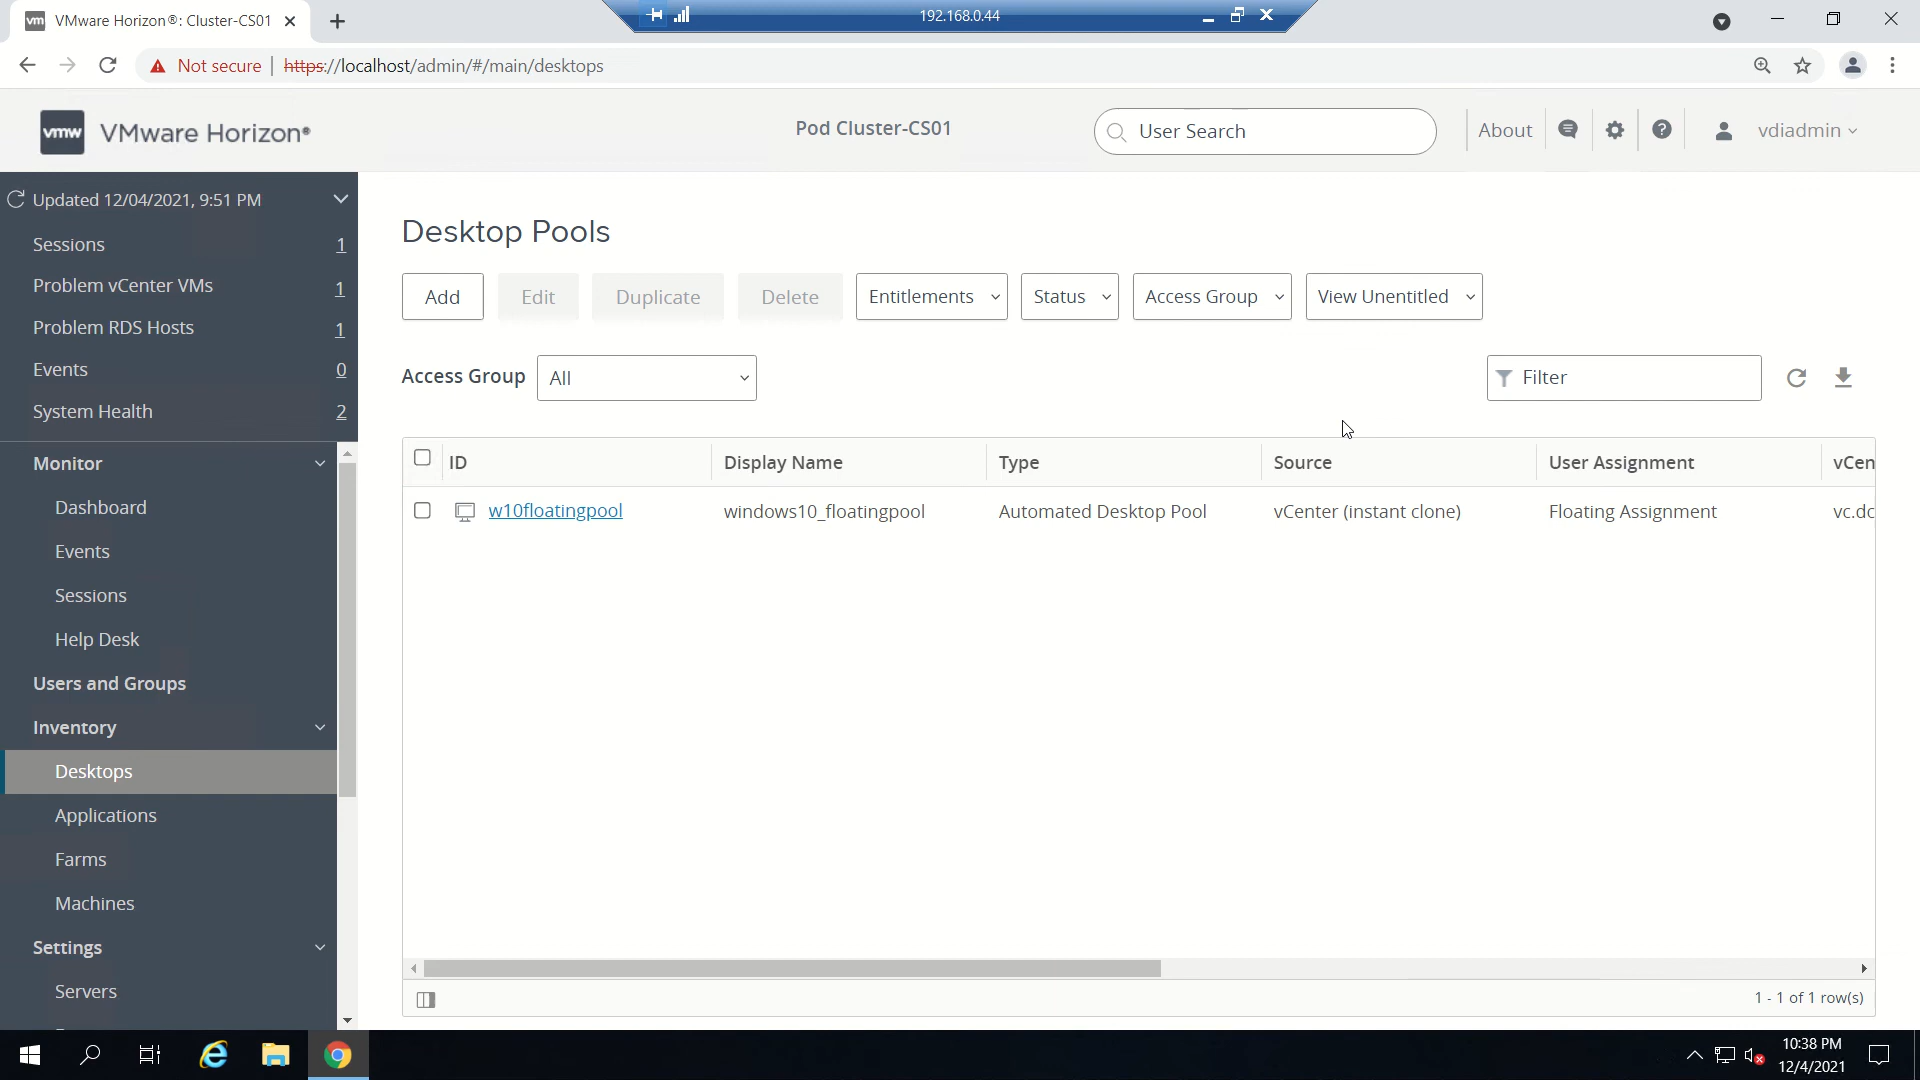 vm VMware Horizon®: Cluster-CS01
192.168.0.44
Not secure | https://localhost/admin/#/main/desktops
vmw VMware Horizon®
Pod Cluster-CS01
User Search
About
vdiadmin
Updated 12/04/2021, 9:51 PM
Sessions 1
Problem vCenter VMs 1
Problem RDS Hosts 1
Events 0
System Health 2
Monitor
Dashboard
Events
Sessions
Help Desk
Users and Groups
Inventory
Desktops
Applications
Farms
Machines
Settings
Servers
Desktop Pools
Add Edit Duplicate Delete Entitlements Status Access Group View Unentitled
Access Group All Filter
ID Display Name Type Source User Assignment vCen
w10floatingpool windows10_floatingpool Automated Desktop Pool vCenter (instant clone) Floating Assignment vc.dc
1 - 1 of 1 row(s)
10:38 PM
12/4/2021